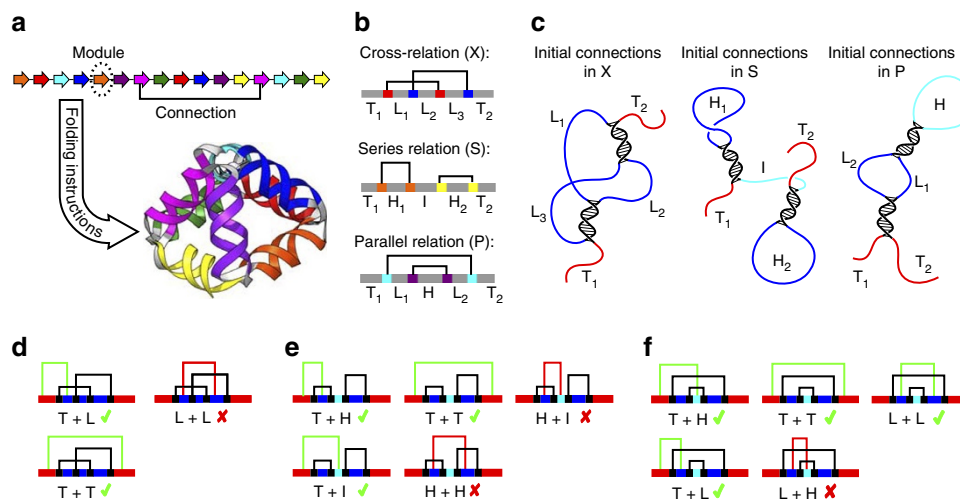 a
Module
Connection
Folding instructions
b
Cross-relation (X):
T1 L1 L2 L3 T2
Series relation (S):
T1 H1 I H2 T2
Parallel relation (P):
T1 L1 H L2 T2
c
Initial connections
in X
L1
T2
L3
L2
T1
Initial connections
in S
H1
T2
I
T1
H2
Initial connections
in P
H
L2
L1
T1
T2
d
T + L ✓
L + L ✗
T + T ✓
e
T + H ✓
T + T ✓
H + I ✗
T + I ✓
H + H ✗
f
T + H ✓
T + T ✓
L + L ✓
T + L ✓
L + H ✗